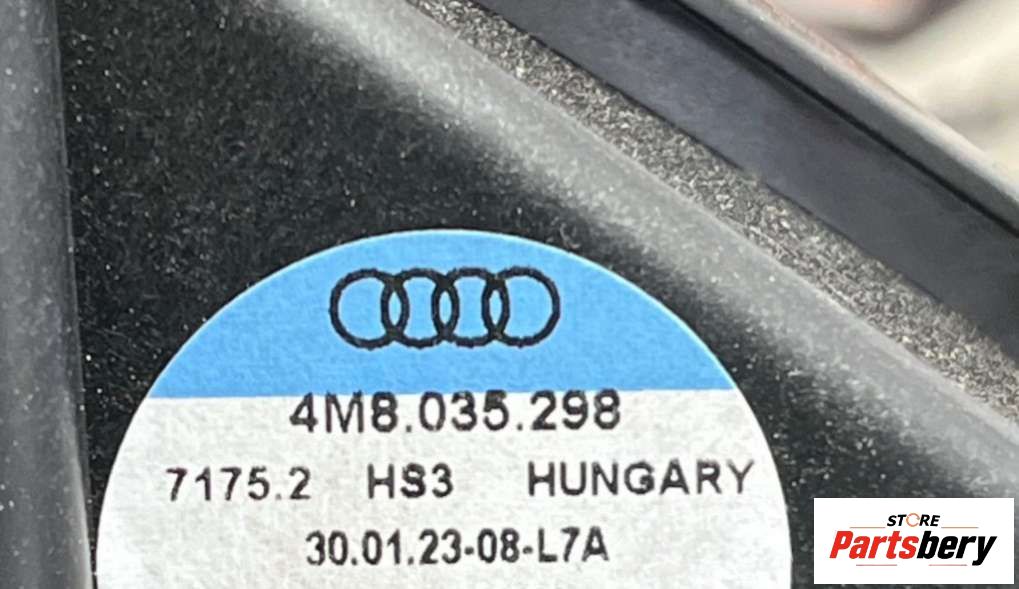 4M8.035.298
7175.2 HS3 HUNGARY
30.01.23-08-L7A
STORE
Partsbery